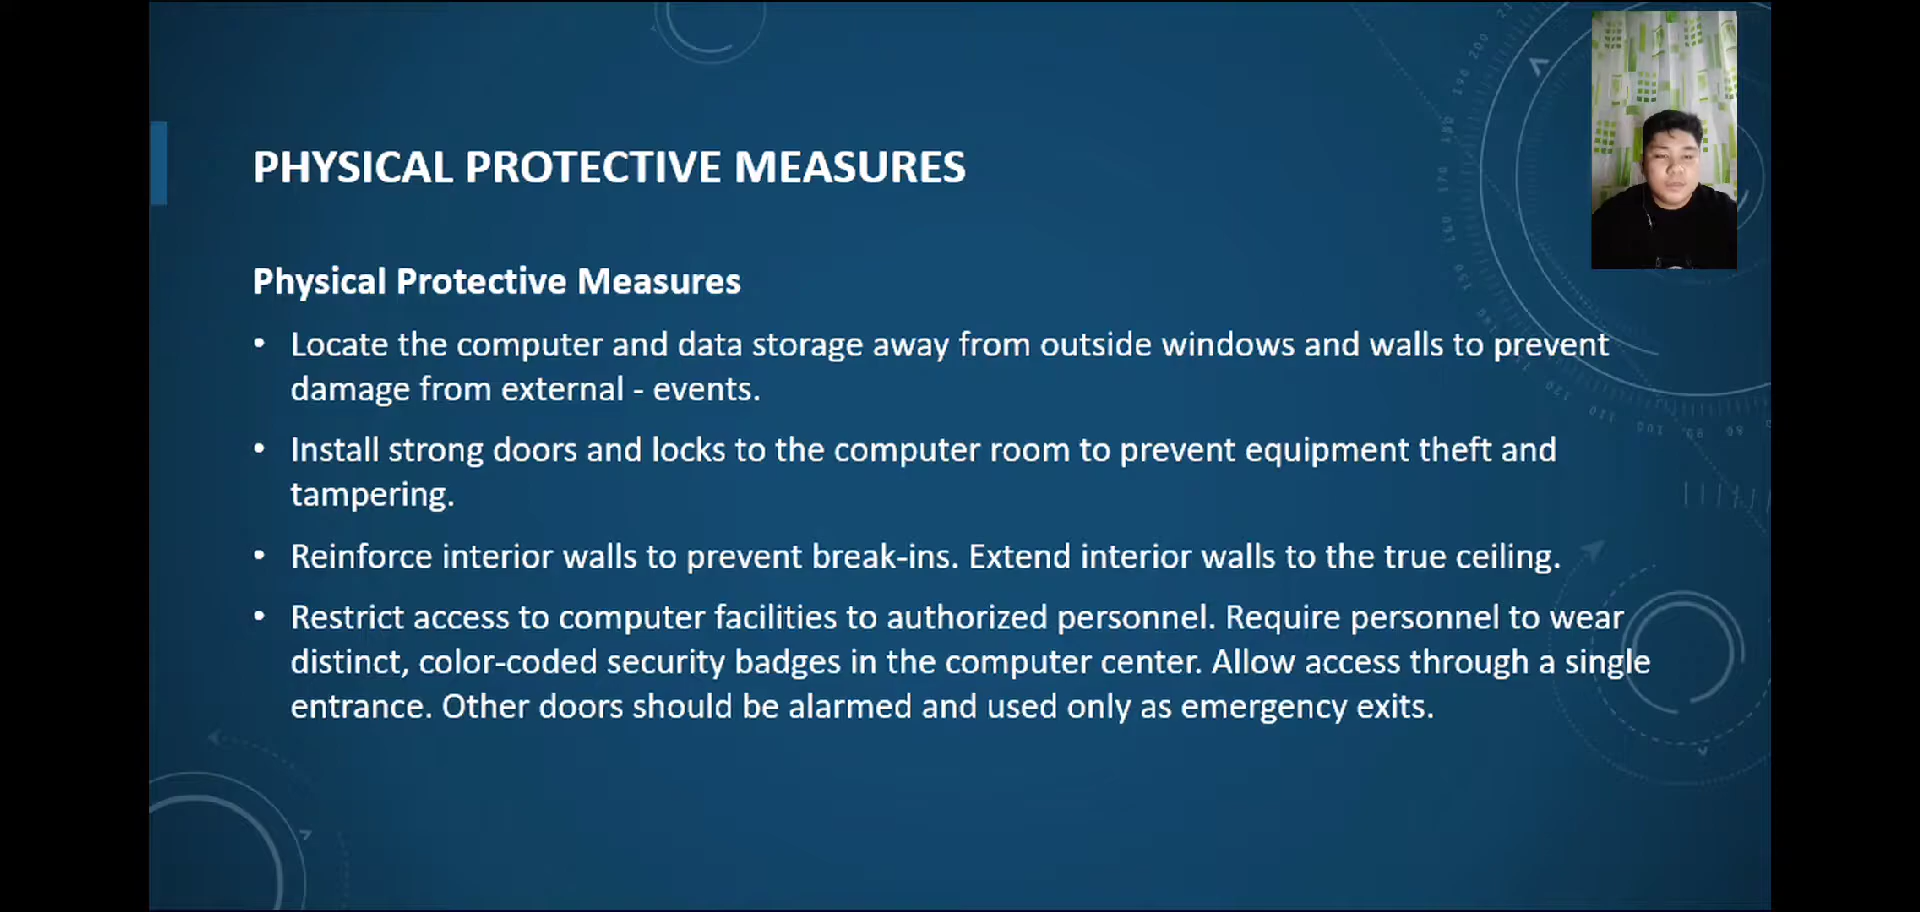 PHYSICAL PROTECTIVE MEASURES
Physical Protective Measures
• Locate the computer and data storage away from outside windows and walls to prevent
damage from external - events.
• Install strong doors and locks to the computer room to prevent equipment theft and
tampering.
• Reinforce interior walls to prevent break-ins. Extend interior walls to the true ceiling.
• Restrict access to computer facilities to authorized personnel. Require personnel to wear
distinct, color-coded security badges in the computer center. Allow access through a single
entrance. Other doors should be alarmed and used only as emergency exits.